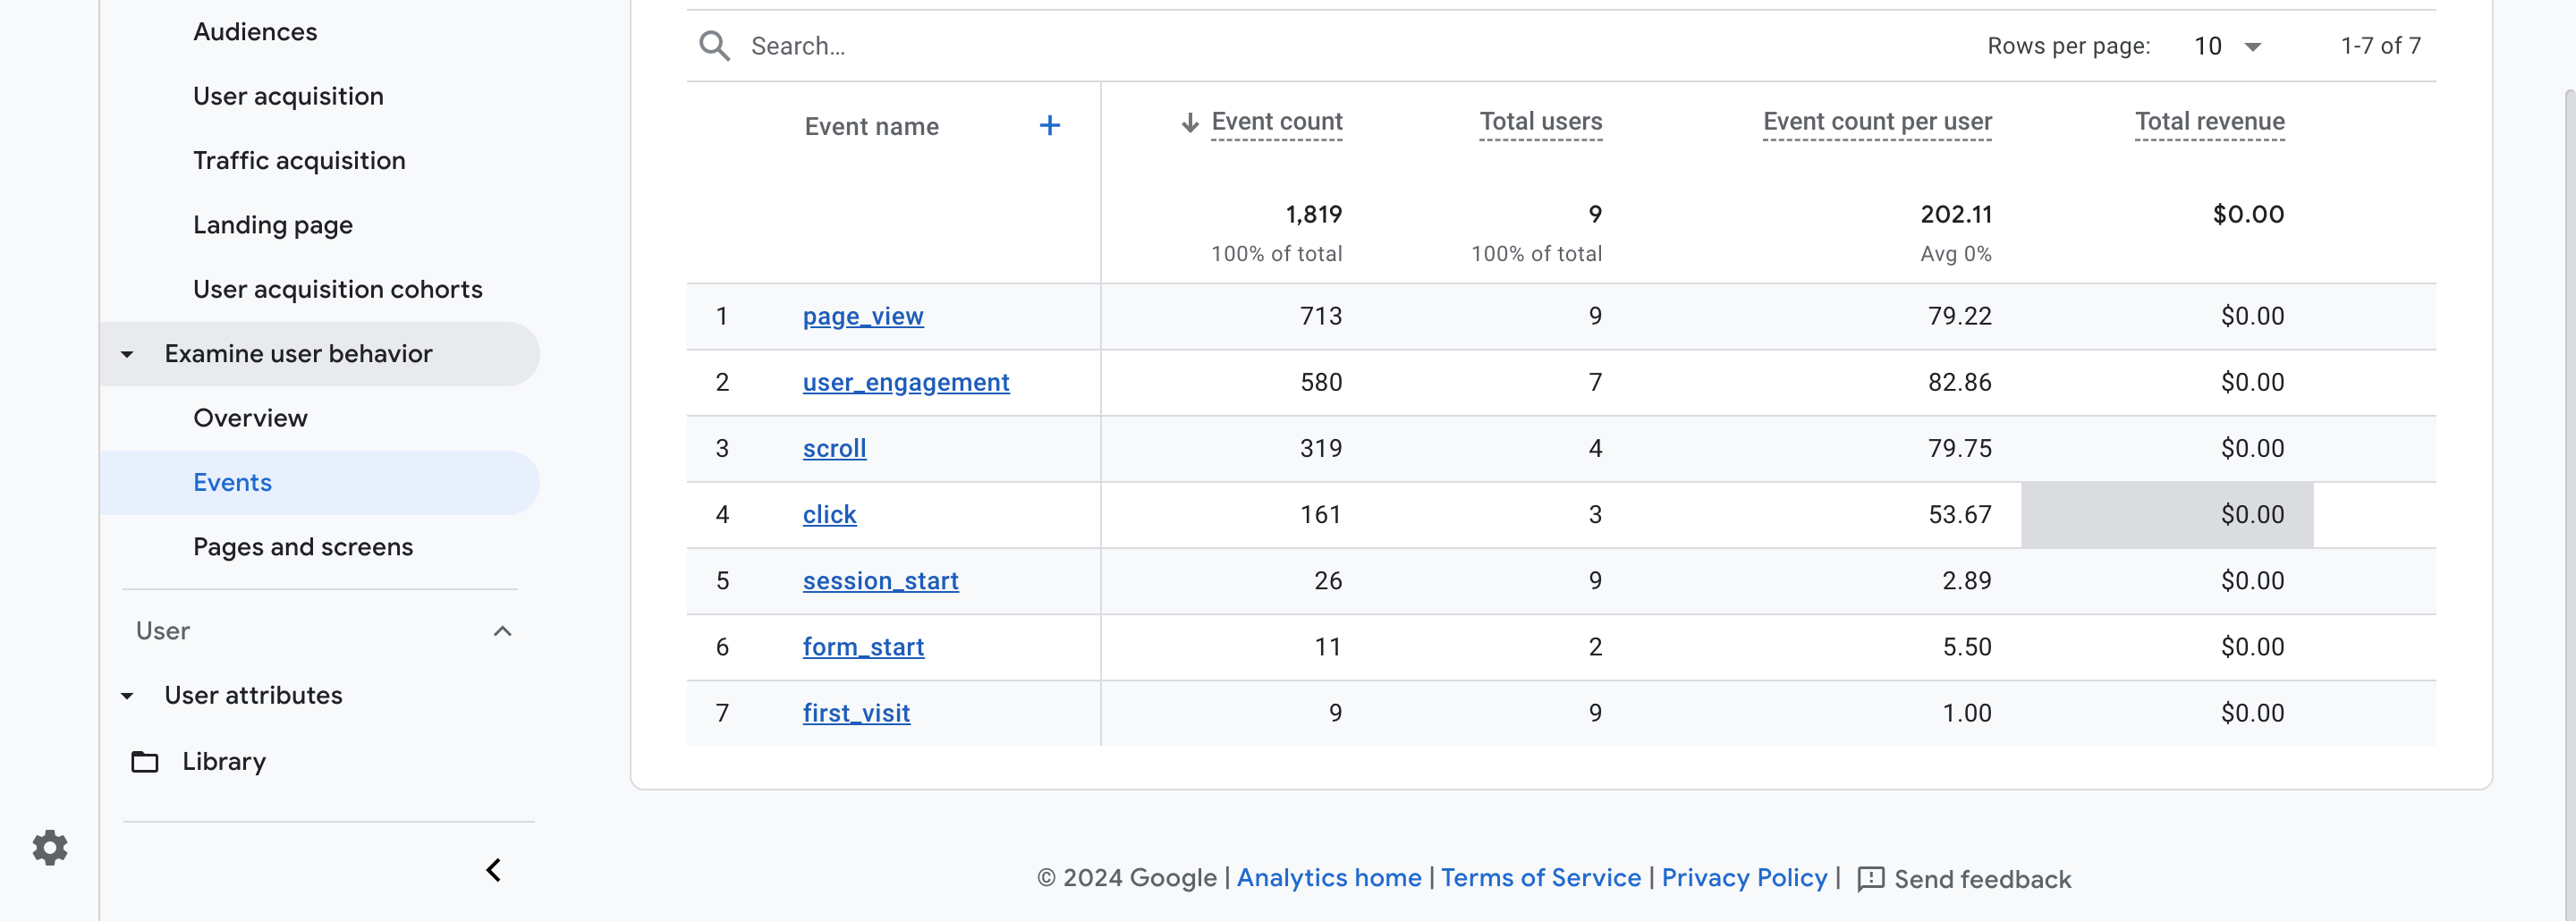 Audiences
User acquisition
Traffic acquisition
Landing page
User acquisition cohorts
Examine user behavior
Overview
Events
Pages and screens
User
User attributes
Library
Search…
Rows per page: 10 1-7 of 7
Event name + Event count Total users Event count per user Total revenue
1,819 9 202.11 $0.00
100% of total 100% of total Avg 0%
1 page_view 713 9 79.22 $0.00
2 user_engagement 580 7 82.86 $0.00
3 scroll 319 4 79.75 $0.00
4 click 161 3 53.67 $0.00
5 session_start 26 9 2.89 $0.00
6 form_start 11 2 5.50 $0.00
7 first_visit 9 9 1.00 $0.00
© 2024 Google | Analytics home | Terms of Service | Privacy Policy | Send feedback